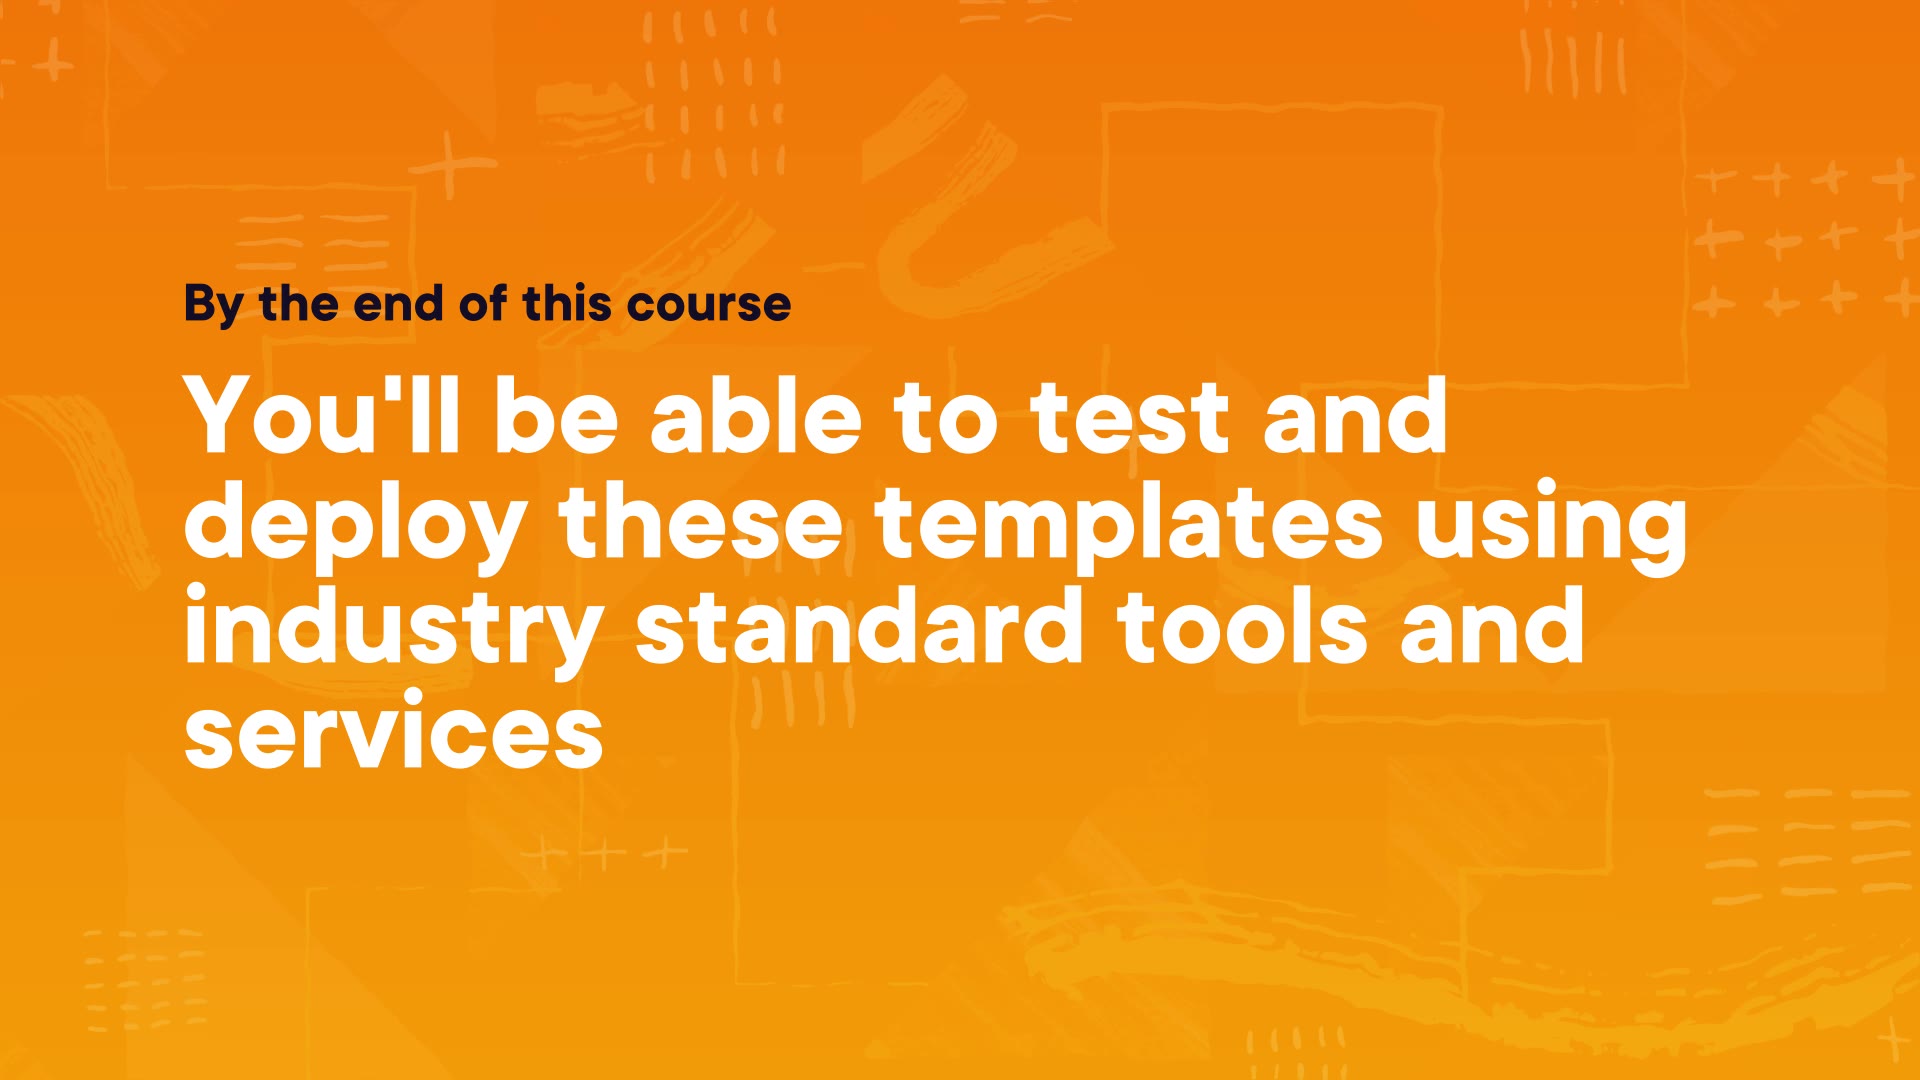 By the end of this course
You'll be able to test and
deploy these templates using
industry standard tools and
services